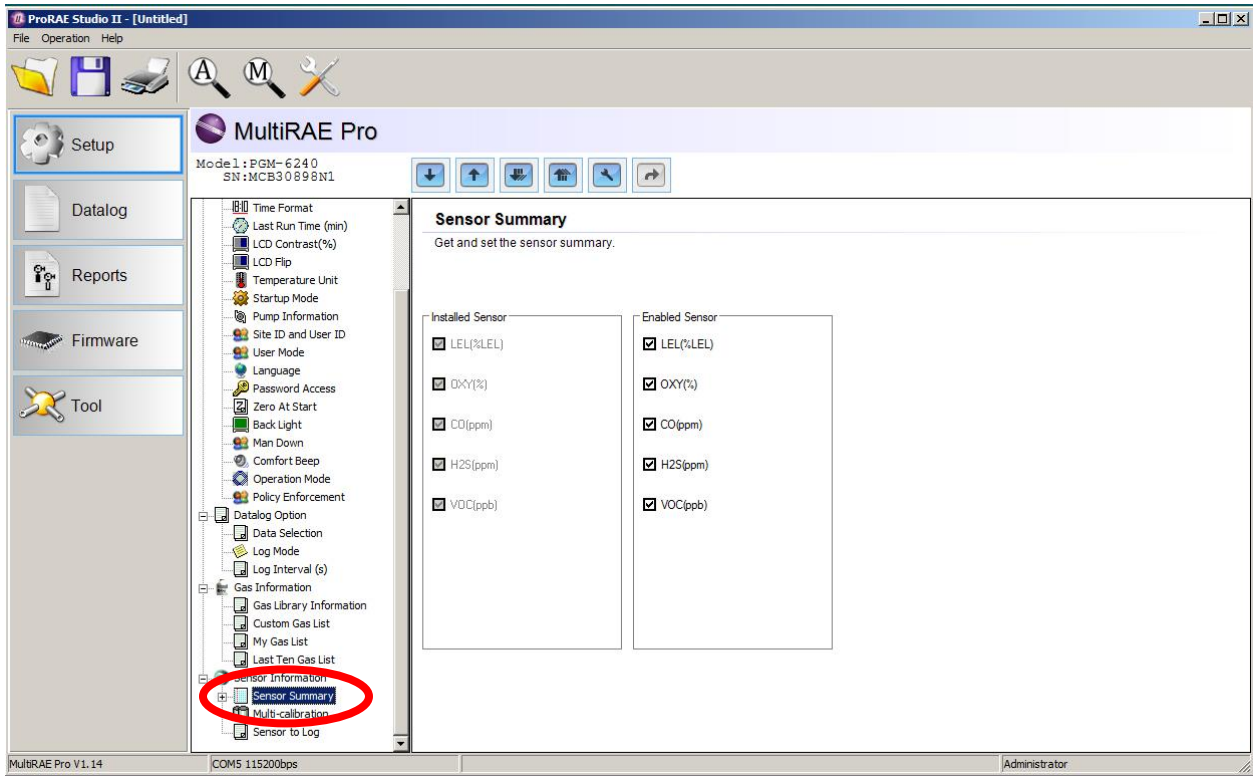 ProRAE Studio II - [Untitled]
File Operation Help
A M
Setup
Datalog
Reports
Firmware
Tool
MultiRAE Pro
Model:PGM-6240
SN:MCB30898N1
Time Format
Last Run Time (min)
LCD Contrast(%)
LCD Flip
Temperature Unit
Startup Mode
Pump Information
Site ID and User ID
User Mode
Language
Password Access
Zero At Start
Back Light
Man Down
Comfort Beep
Operation Mode
Policy Enforcement
Datalog Option
Data Selection
Log Mode
Log Interval (s)
Gas Information
Gas Library Information
Custom Gas List
My Gas List
Last Ten Gas List
Sensor Information
Sensor Summary
Multi-calibration
Sensor to Log
Sensor Summary
Get and set the sensor summary.
Installed Sensor
LEL(%LEL)
OXY(%)
CO(ppm)
H2S(ppm)
VOC(ppb)
Enabled Sensor
LEL(%LEL)
OXY(%)
CO(ppm)
H2S(ppm)
VOC(ppb)
MultiRAE Pro V1.14 COM5 115200bps Administrator